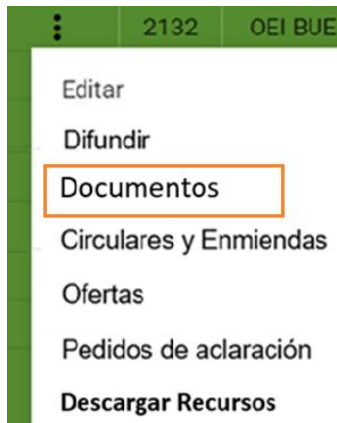 2132 OEI BUE
Editar
Difundir
Documentos
Circulares y Enmiendas
Ofertas
Pedidos de aclaración
Descargar Recursos